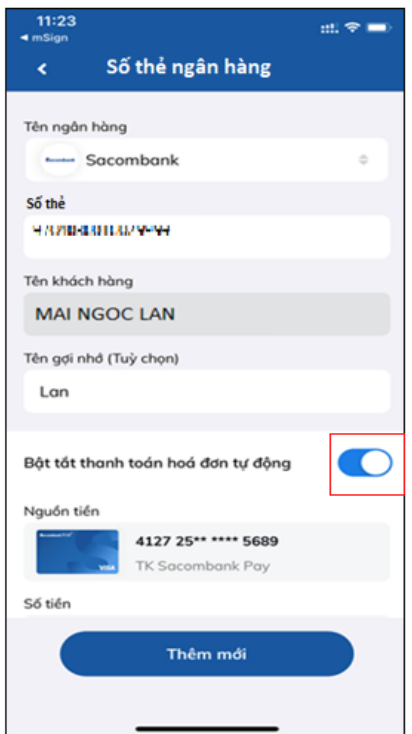 11:23
◄ mSign
Số thẻ ngân hàng
Tên ngân hàng
Sacombank
Số thẻ
Tên khách hàng
MAI NGOC LAN
Tên gợi nhớ (Tuỳ chọn)
Lan
Bật tắt thanh toán hoá đơn tự động
Nguồn tiền
VISA
4127 25** **** 5689
TK Sacombank Pay
Số tiền
Thêm mới